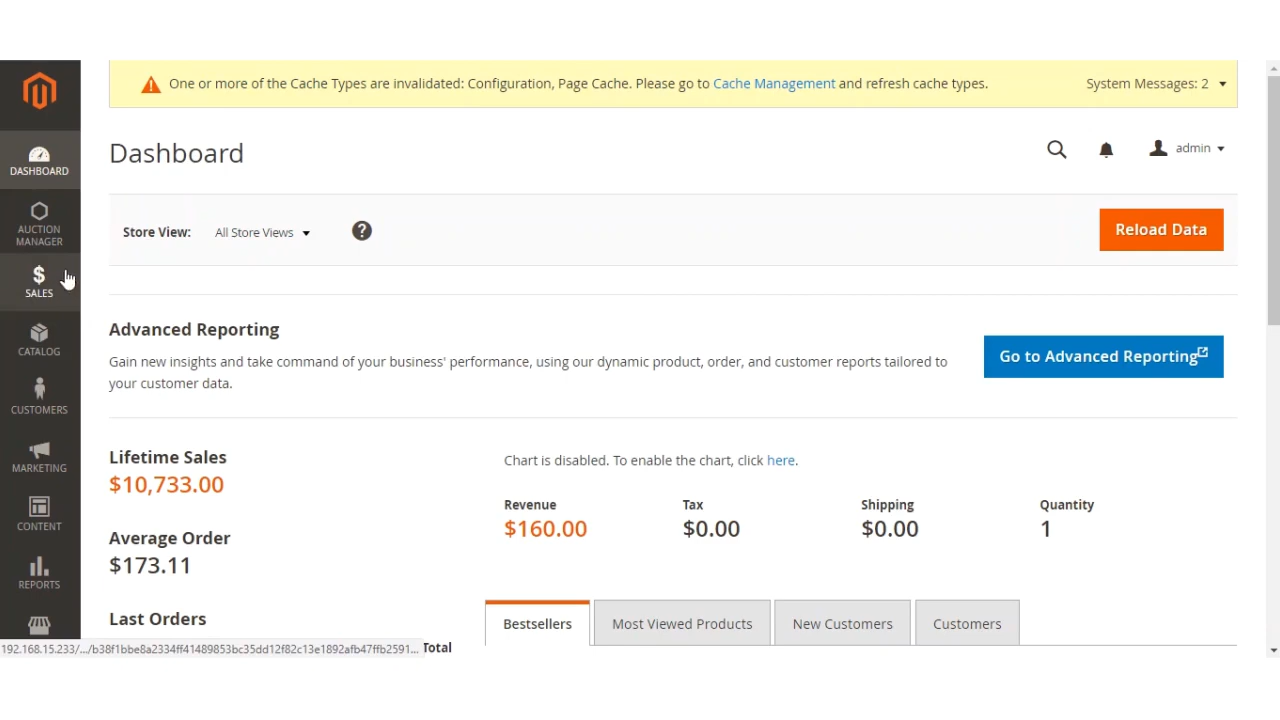 One or more of the Cache Types are invalidated: Configuration, Page Cache. Please go to Cache Management and refresh cache types.
System Messages: 2
Dashboard
admin
Store View:
All Store Views
?
Reload Data
DASHBOARD
AUCTION
MANAGER
$
SALES
CATALOG
CUSTOMERS
MARKETING
CONTENT
REPORTS
Advanced Reporting
Gain new insights and take command of your business' performance, using our dynamic product, order, and customer reports tailored to
your customer data.
Go to Advanced Reporting
Lifetime Sales
$10,733.00
Average Order
$173.11
Last Orders
Chart is disabled. To enable the chart, click here.
Revenue
$160.00
Tax
$0.00
Shipping
$0.00
Quantity
1
Bestsellers
Most Viewed Products
New Customers
Customers
192.168.15.233/.../b38f1bbe8a2334ff41489853bc35dd12f82c13e1892afb47ffb2591...
Total